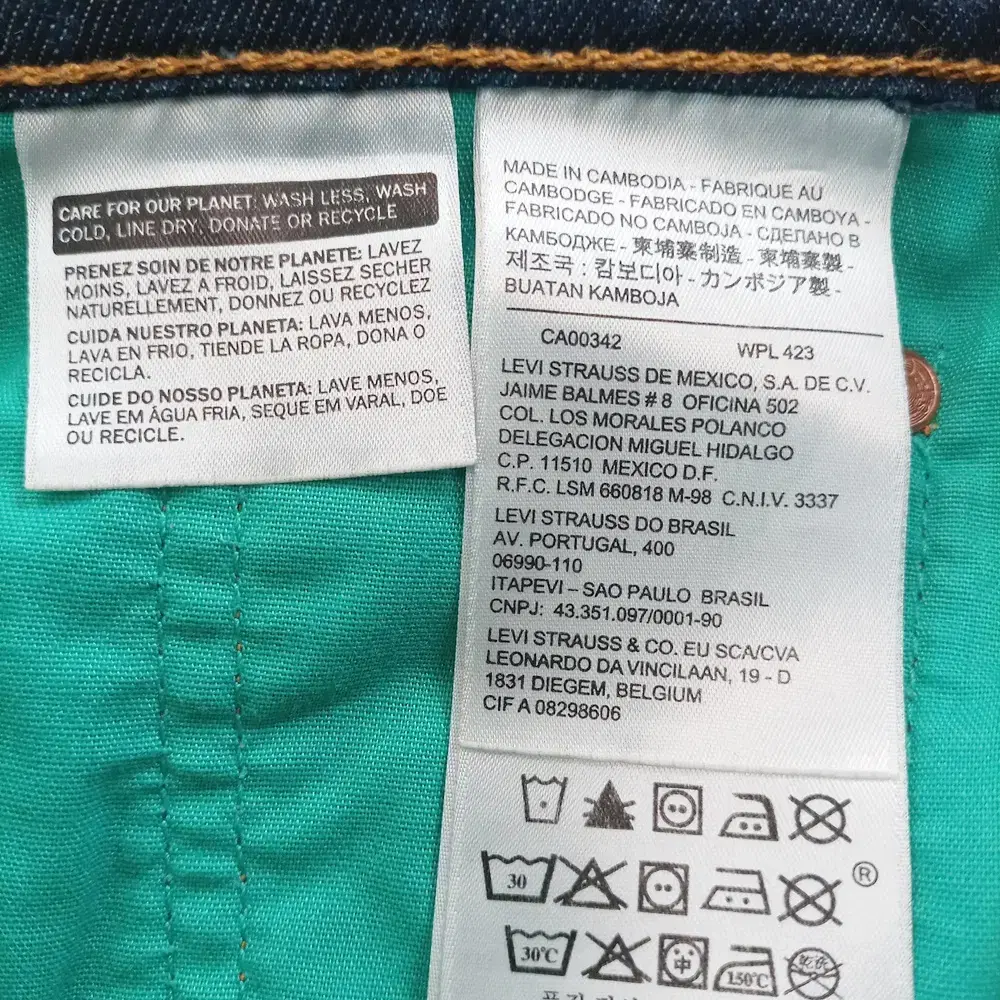 CARE FOR OUR PLANET: WASH LESS, WASH
COLD, LINE DRY, DONATE OR RECYCLE
PRENEZ SOIN DE NOTRE PLANETE: LAVEZ
MOINS, LAVEZ A FROID, LAISSEZ SECHER
NATURELLEMENT, DONNEZ OU RECYCLEZ
CUIDA NUESTRO PLANETA: LAVA MENOS,
LAVA EN FRIO, TIENDE LA ROPA, DONA O
RECICLA.
CUIDE DO NOSSO PLANETA: LAVE MENOS,
LAVE EM ÁGUA FRIA, SEQUE EM VARAL, DOE
OU RECICLE.
MADE IN CAMBODIA - FABRIQUE AU
CAMBODGE - FABRICADO EN CAMBOYA -
FABRICADO NO CAMBOJA - СДЕЛАНО В
КАМБОДЖЕ - 柬埔寨制造 - 柬埔寨製 -
제조국 : 캄보디아 - カンボジア製 -
BUATAN KAMBOJA
CA00342 WPL 423
LEVI STRAUSS DE MEXICO, S.A. DE C.V.
JAIME BALMES # 8 OFICINA 502
COL. LOS MORALES POLANCO
DELEGACION MIGUEL HIDALGO
C.P. 11510 MEXICO D.F.
R.F.C. LSM 660818 M-98 C.N.I.V. 3337
LEVI STRAUSS DO BRASIL
AV. PORTUGAL, 400
06990-110
ITAPEVI – SAO PAULO BRASIL
CNPJ: 43.351.097/0001-90
LEVI STRAUSS & CO. EU SCA/CVA
LEONARDO DA VINCILAAN, 19 - D
1831 DIEGEM, BELGIUM
CIF A 08298606
30 ®
30°C 中 150°C 乾洗